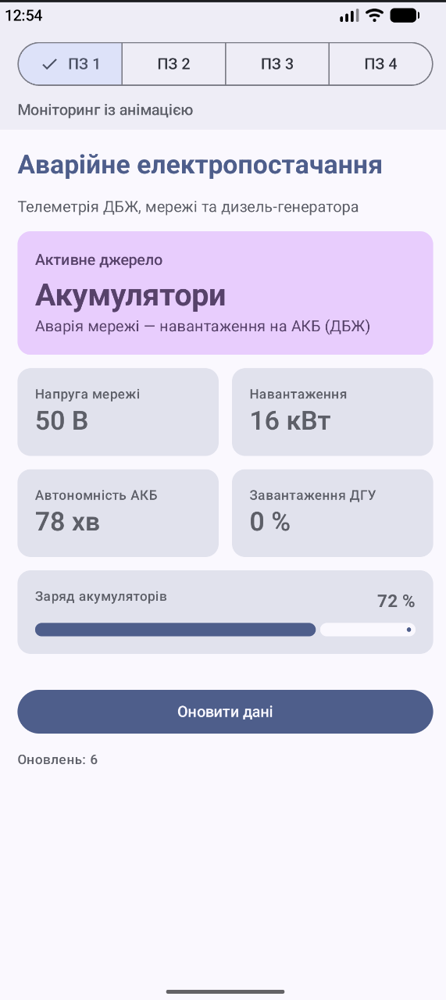 12:54
ПЗ 1 ПЗ 2 ПЗ 3 ПЗ 4
Моніторинг із анімацією
Аварійне електропостачання
Телеметрія ДБЖ, мережі та дизель-генератора
Активне джерело
Акумулятори
Аварія мережі — навантаження на АКБ (ДБЖ)
Напруга мережі
50 В
Навантаження
16 кВт
Автономність АКБ
78 хв
Завантаження ДГУ
0 %
Заряд акумуляторів
72 %
Оновити дані
Оновлень: 6